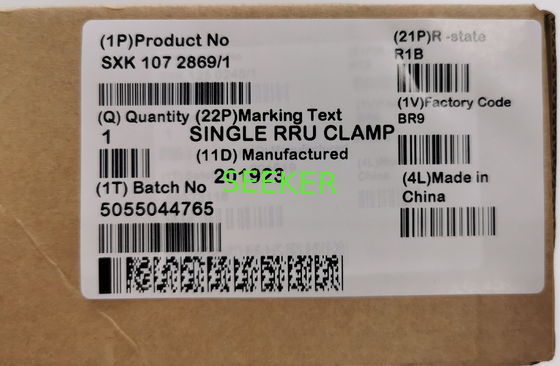 (1P)Product No
(21P)R -state
SXK 107 2869/1
R1B
(Q) Quantity (22P)Marking Text
(1V)Factory Code
1
SINGLE RRU CLAMP
BR9
(11D) Manufactured
201923
SEEKER
(4L)Made in
China
(1T) Batch No
5055044765